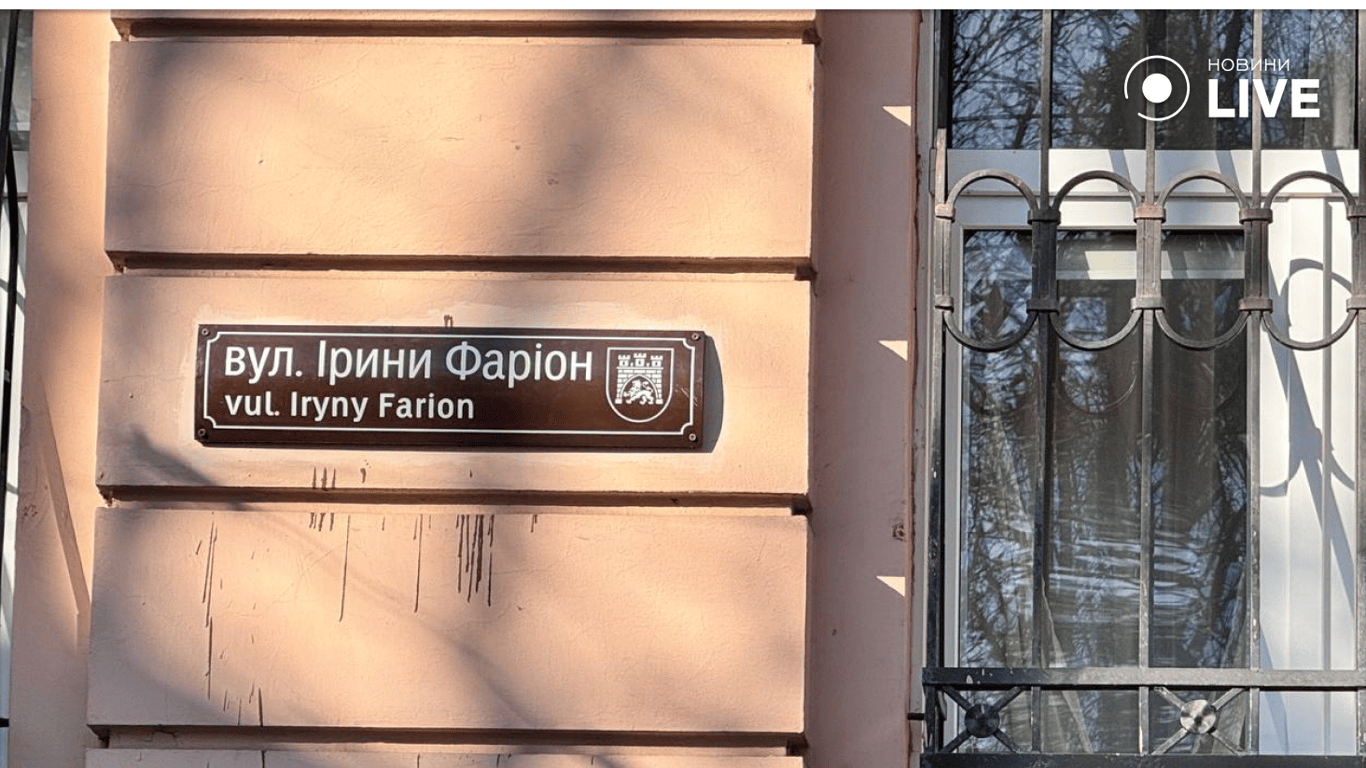 НОВИНИ
LIVE
вул. Ірини Фаріон
vul. Iryny Farion